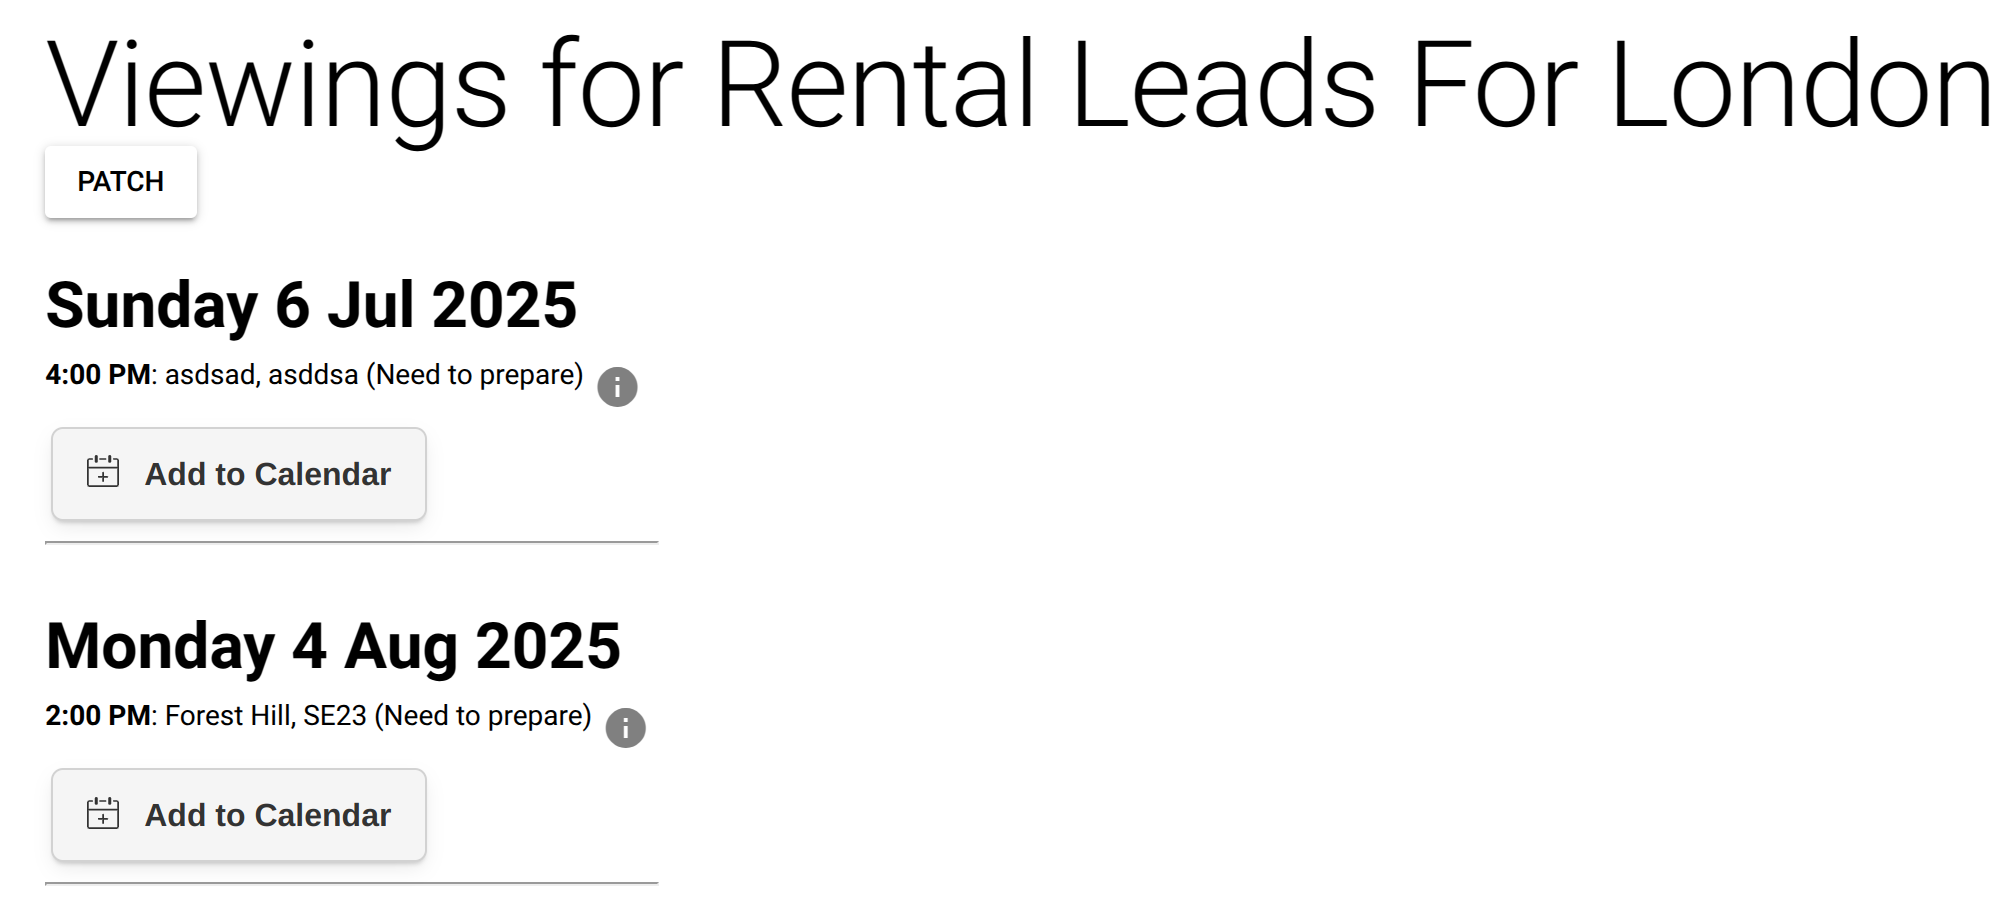 Viewings for Rental Leads For London
PATCH
Sunday 6 Jul 2025
4:00 PM: asdsad, asddsa (Need to prepare)
Add to Calendar
Monday 4 Aug 2025
2:00 PM: Forest Hill, SE23 (Need to prepare)
Add to Calendar